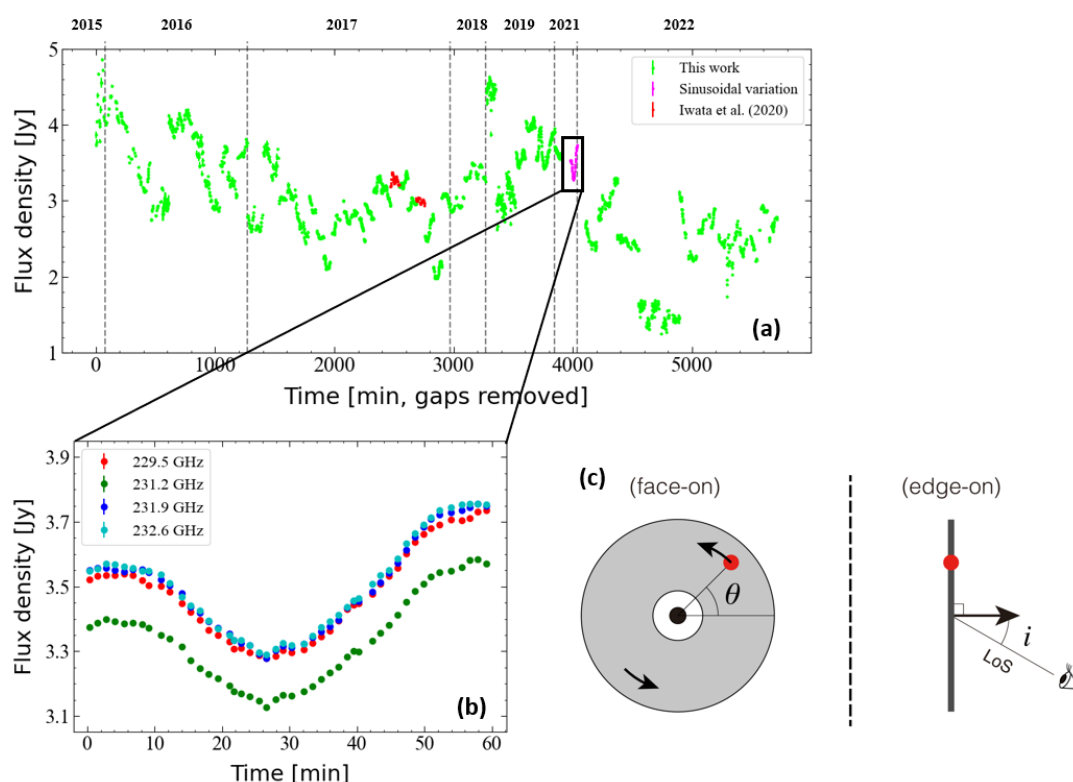 2015 2016 2017 2018 2019 2021 2022
5
4
3
2
1
Flux density [Jy]
This work
Sinusoidal variation
Iwata et al. (2020)
(a)
0 1000 2000 3000 4000 5000
Time [min, gaps removed]
3.9
3.7
3.5
3.3
3.1
Flux density [Jy]
229.5 GHz
231.2 GHz
231.9 GHz
232.6 GHz
(b)
0 10 20 30 40 50 60
Time [min]
(c)
(face-on)
θ
(edge-on)
i
LoS